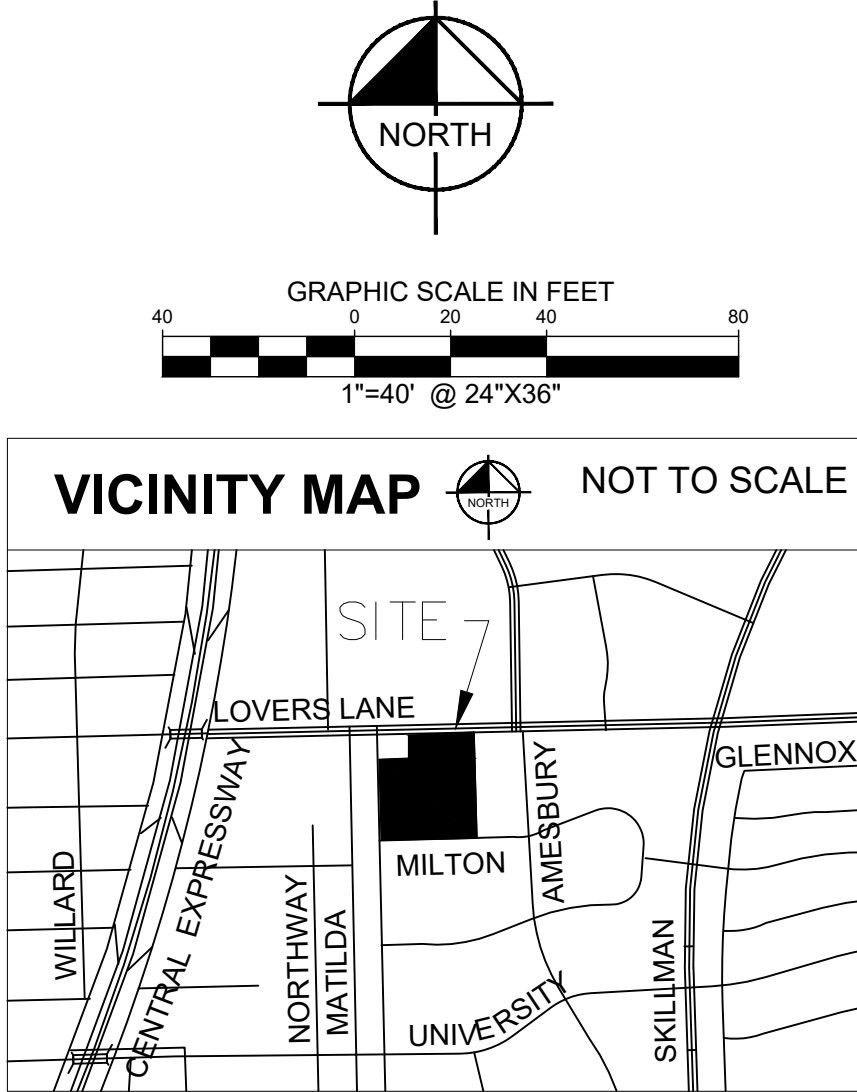 NORTH
GRAPHIC SCALE IN FEET
40 0 20 40 80
1"=40' @ 24"X36"
VICINITY MAP NORTH NOT TO SCALE
SITE
LOVERS LANE
GLENNOX
CENTRAL EXPRESSWAY
AMESBURY
MILTON
WILLARD
NORTHWAY
MATILDA
SKILLMAN
UNIVERSITY